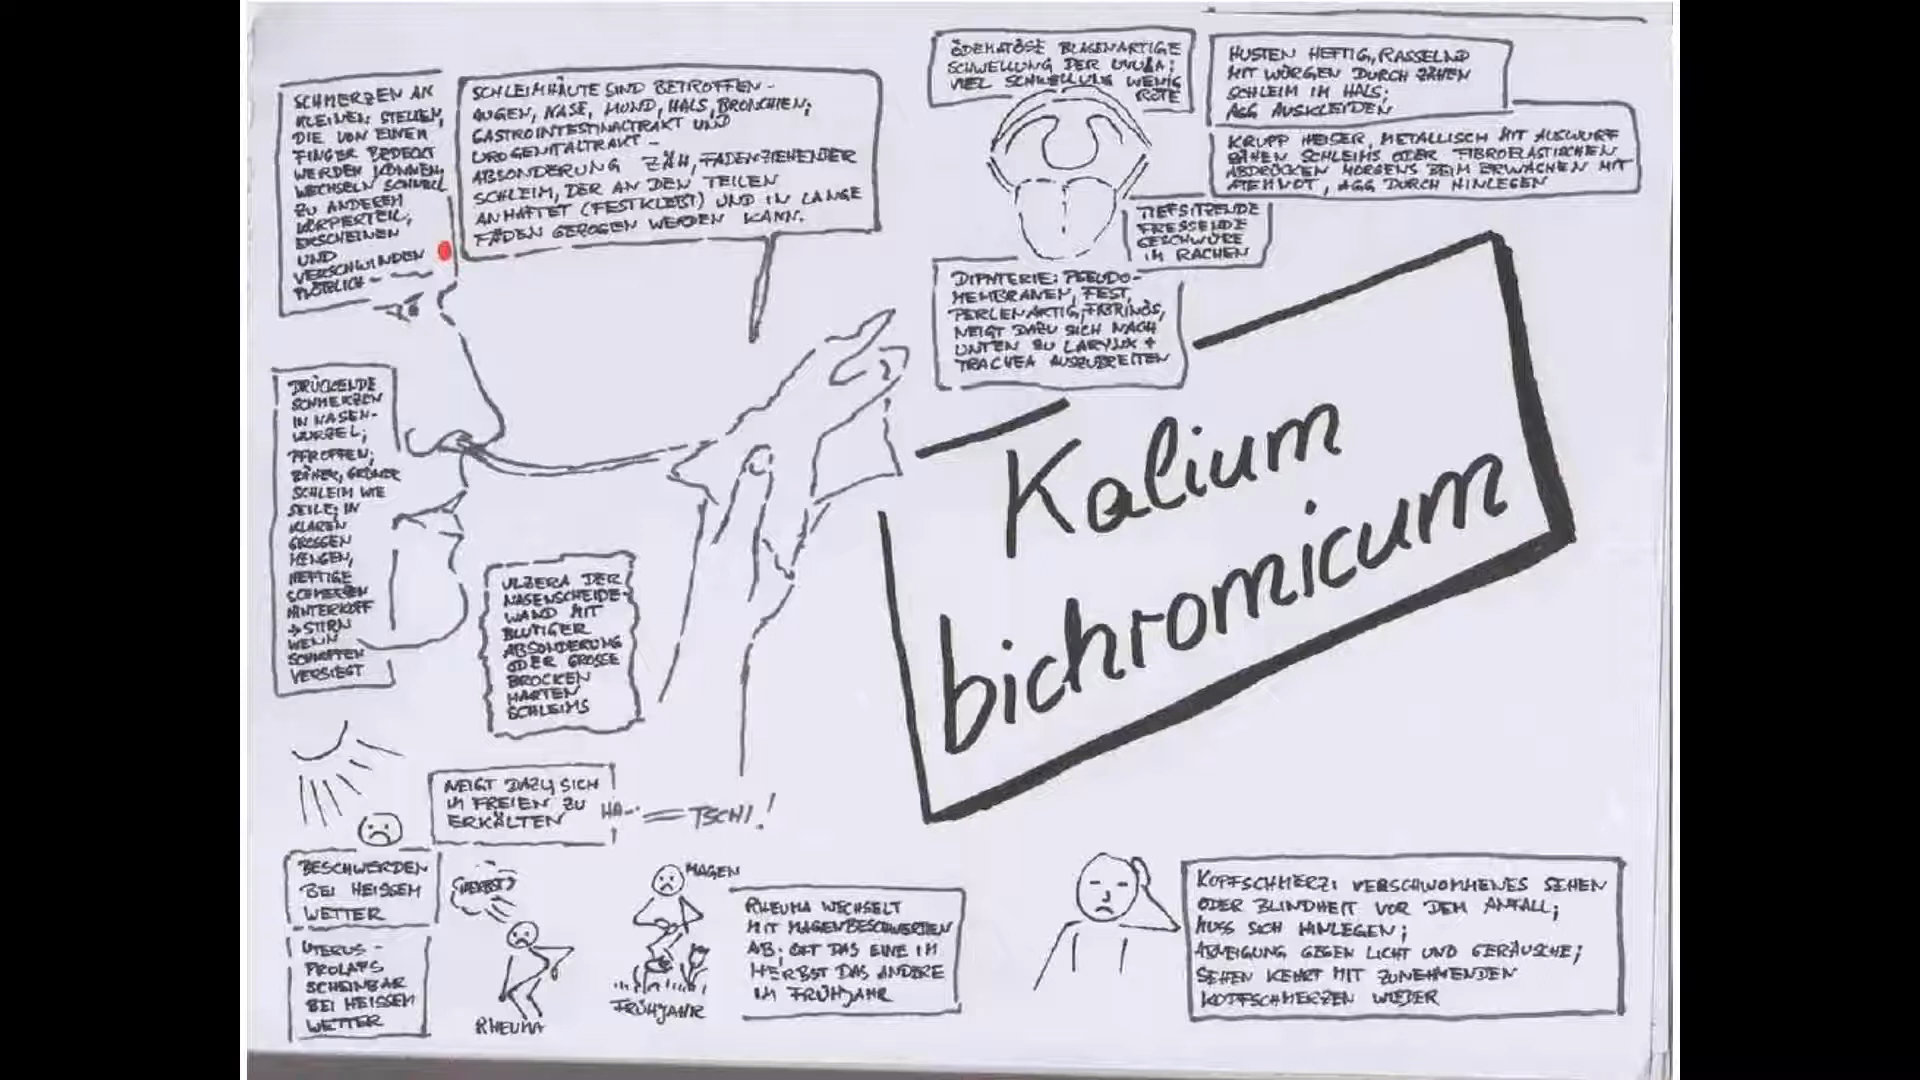 SCHMERZEN AN
KLEINEN STELLEN,
DIE VON EINEM
FINGER BEDECKT
WERDEN KÖNNEN,
WECHSELN SCHNELL
ZU ANDEREM
KÖRPERTEIL,
ERSCHEINEN
UND
VERSCHWINDEN
PLÖTZLICH
SCHLEIMHÄUTE SIND BETROFFEN -
AUGEN, NASE, MUND, HALS, BRONCHIEN;
GASTROINTESTINALTRAKT UND
UROGENITALTRAKT -
ABSONDERUNG ZÄH, FADENZIEHENDER
SCHLEIM, DER AN DEN TEILEN
ANHAFTET (FESTKLEBT) UND IN LANGE
FÄDEN GEZOGEN WERDEN KANN.
ÖDEMATÖSE BLASENARTIGE
SCHWELLUNG DER UVULA;
VIEL SCHWELLUNG WENIG
RÖTE
HUSTEN HEFTIG, RASSELND
MIT WÜRGEN DURCH ZÄHEN
SCHLEIM IM HALS;
AGG AUSKLEIDEN
KRUPP HEISER, METALLISCH MIT AUSWURF
ZÄHEN SCHLEIMS ODER FIBROELASTISCHEN
ABDRÜCKEN MORGENS BEIM ERWACHEN MIT
ATEMNOT, AGG DURCH HINLEGEN
TIEFSITZENDE
FRESSENDE
GESCHWÜRE
IM RACHEN
DIPHTERIE: PSEUDO-
MEMBRANEN, FEST,
PERLENARTIG, FIBRINÖS,
NEIGT DAZU SICH NACH
UNTEN ZU LARYNX +
TRACHEA AUSZUBREITEN
Kalium
bichromicum
DRÜCKENDE
SCHMERZEN
IN NASEN-
WURZEL;
PFROPFEN;
ZÄHER, GRÜNER
SCHLEIM WIE
SEILE; IN
KLAREN
GROSSEN
MENGEN,
HEFTIGE
SCHMERZEN
HINTERKOPF
→ STIRN
WENN
SCHNUPFEN
VERSIEGT
ULZERA DER
NASENSCHEIDE-
WAND MIT
BLUTIGER
ABSONDERUNG
ODER GROSSE
BROCKEN
HARTEN
SCHLEIMS
NEIGT DAZU SICH
IM FREIEN ZU
ERKÄLTEN
HA-- = TSCHI!
BESCHWERDEN
BEI HEISSEM
WETTER
UTERUS-
PROLAPS
SCHEINBAR
BEI HEISSEM
WETTER
HERBST
RHEUMA
MAGEN
FRÜHJAHR
RHEUMA WECHSELT
MIT MAGENBESCHWERDEN
AB; OFT DAS EINE IM
HERBST DAS ANDERE
IM FRÜHJAHR
KOPFSCHMERZ: VERSCHWOMMENES SEHEN
ODER BLINDHEIT VOR DEM ANFALL;
MUSS SICH HINLEGEN;
ABNEIGUNG GEGEN LICHT UND GERÄUSCHE;
SEHEN KEHRT MIT ZUNEHMENDEN
KOPFSCHMERZEN WIEDER